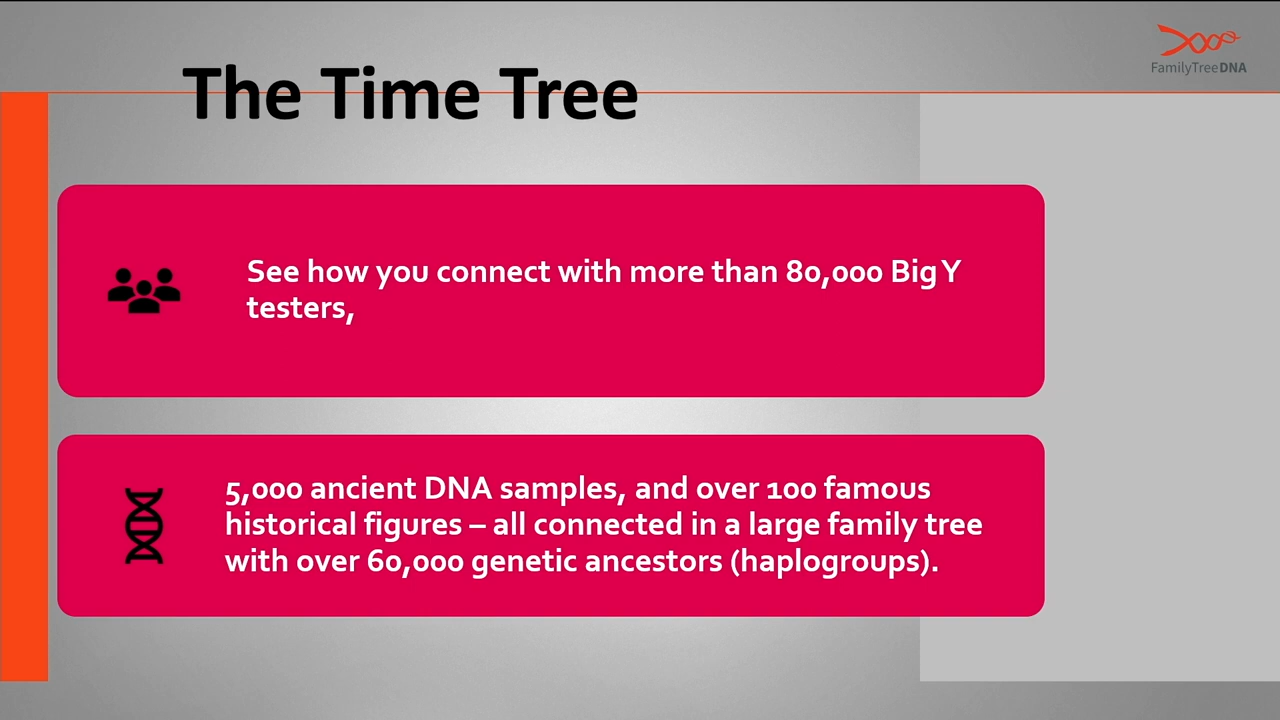 FamilyTreeDNA
The Time Tree
See how you connect with more than 80,000 Big Y
testers,
5,000 ancient DNA samples, and over 100 famous
historical figures – all connected in a large family tree
with over 60,000 genetic ancestors (haplogroups).